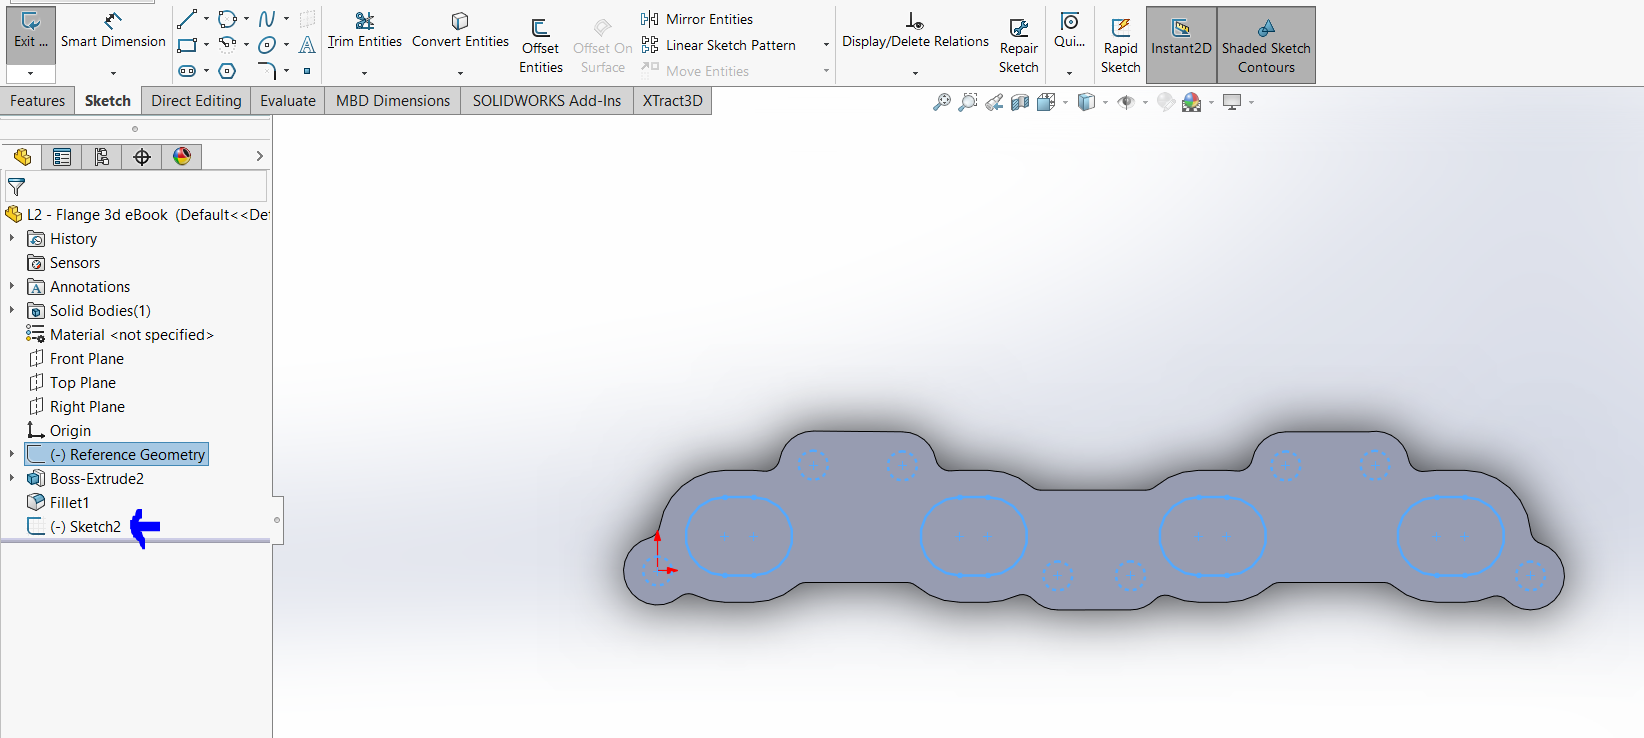 Exit ...
Smart Dimension
Trim Entities
Convert Entities
Offset Entities
Offset On Surface
Mirror Entities
Linear Sketch Pattern
Move Entities
Display/Delete Relations
Repair Sketch
Qui...
Rapid Sketch
Instant2D
Shaded Sketch Contours
Features
Sketch
Direct Editing
Evaluate
MBD Dimensions
SOLIDWORKS Add-Ins
XTract3D
L2 - Flange 3d eBook (Default<<De
History
Sensors
Annotations
Solid Bodies(1)
Material <not specified>
Front Plane
Top Plane
Right Plane
Origin
(-) Reference Geometry
Boss-Extrude2
Fillet1
(-) Sketch2